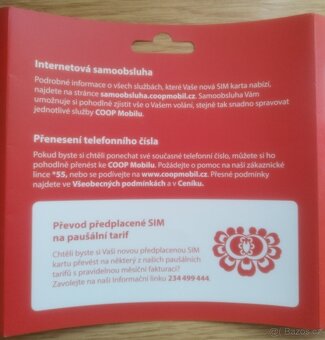 Internetová samoobsluha
Podrobné informace o všech službách, které Vaše nová SIM karta nabízí,
najdete na stránce samoobsluha.coopmobil.cz. Samoobsluha Vám
umožnuje si pohodlně zjistit vše o Vašem volání, stejně tak snadno spravovat
jednotlivé služby COOP Mobilu.
Přenesení telefonního čísla
Pokud byste si chtěli ponechat své současné telefonní číslo, můžete si ho
pohodlně přenést ke COOP Mobilu. Požádejte o pomoc na naší zákaznické
lince *55, nebo se podívejte na www.coopmobil.cz. Přesné podmínky
najdete ve Všeobecných podmínkách a v Ceníku.
Převod předplacené SIM
na paušální tarif
Chtěli byste si Vaši novou předplacenou SIM
kartu převést na některý z našich paušálních
tarifů s pravidelnou měsíční fakturací?
Zavolejte na naši Informační linku 234 499 444.
Bazos.cz